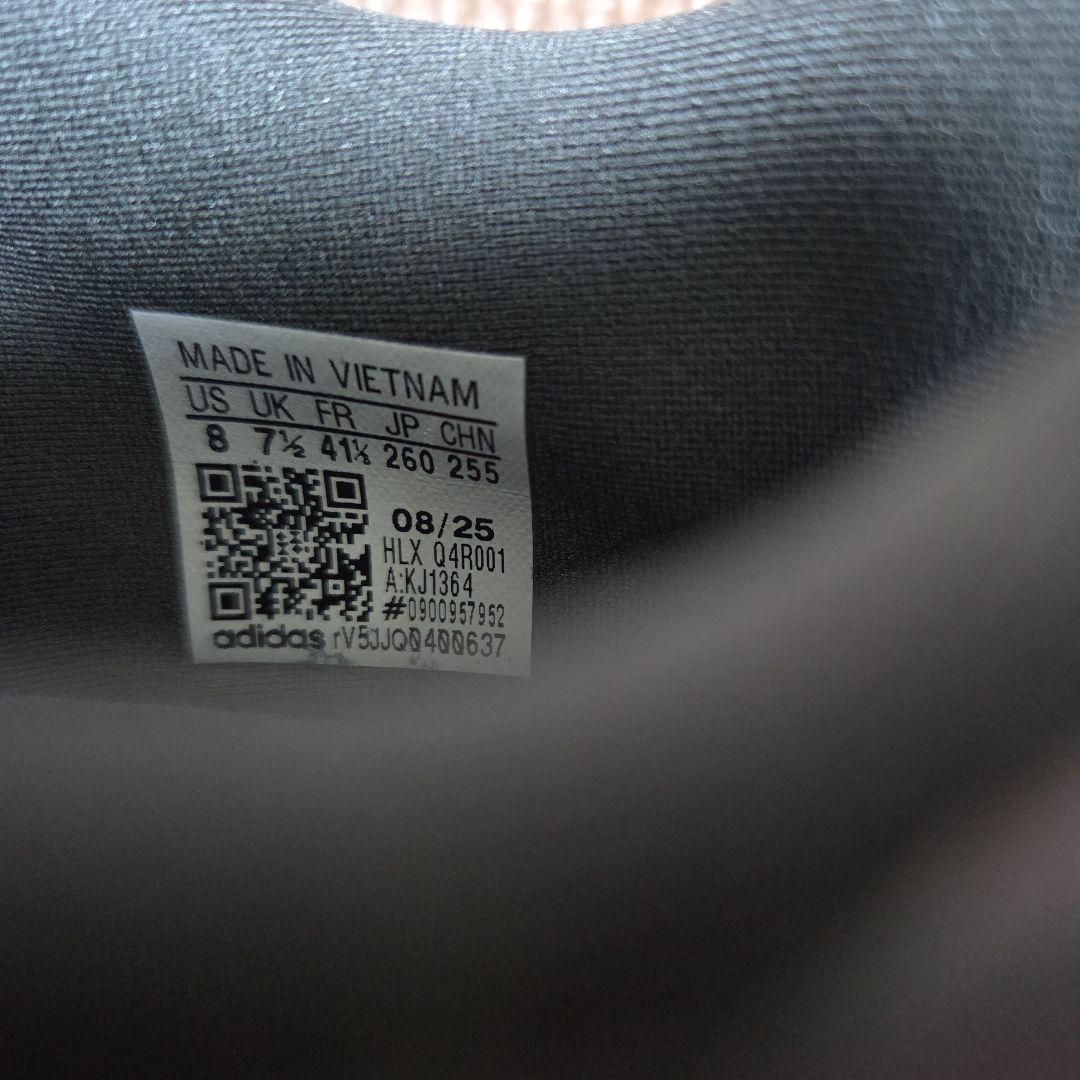 MADE IN VIETNAM
US UK FR JP CHN
8 7½ 41⅓ 260 255
08/25
HLX Q4R001
A:KJ1364
#0900957952
adidas rV5JJQ0400637